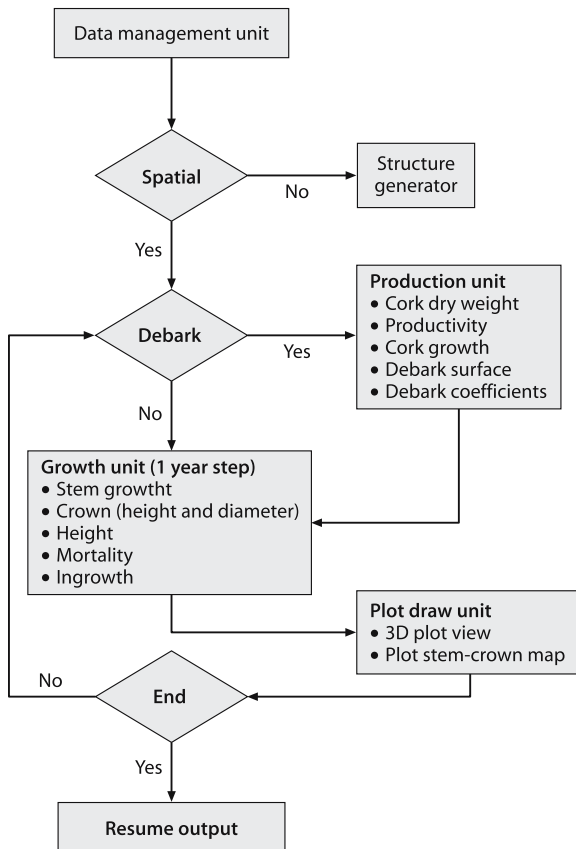 Data management unit
Spatial
No
Structure
generator
Yes
Debark
Yes
Production unit
• Cork dry weight
• Productivity
• Cork growth
• Debark surface
• Debark coefficients
No
Growth unit (1 year step)
• Stem growtht
• Crown (height and diameter)
• Height
• Mortality
• Ingrowth
Plot draw unit
• 3D plot view
• Plot stem-crown map
No
End
Yes
Resume output